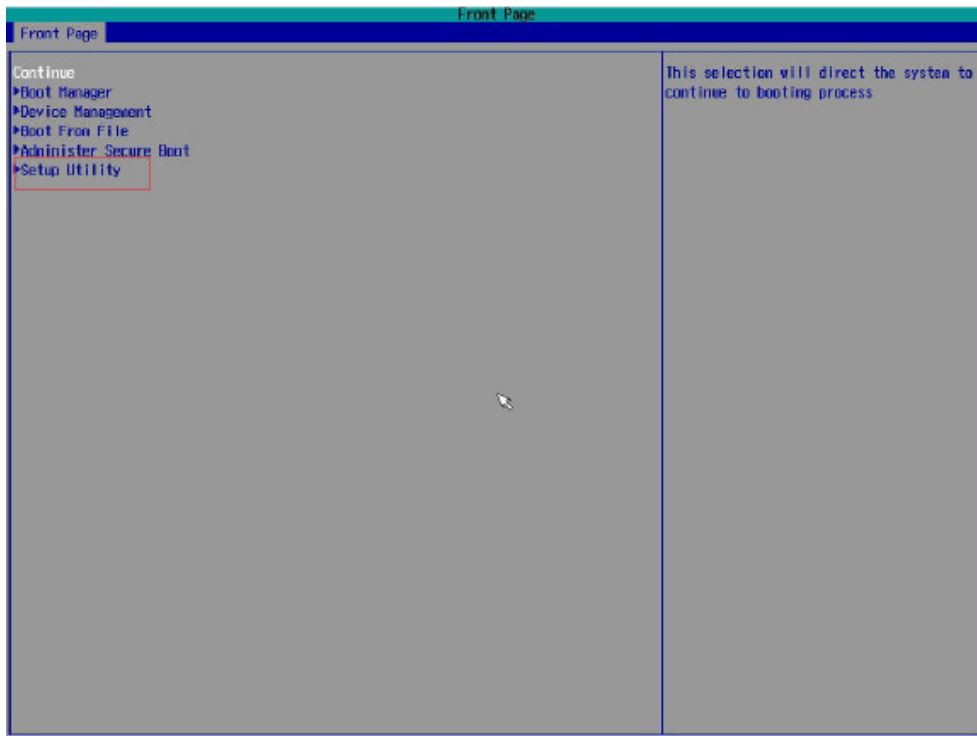 Front Page
Front Page
Continue
▶Boot Manager
▶Device Management
▶Boot From File
▶Administer Secure Boot
▶Setup Utility
This selection will direct the system to
continue to booting process